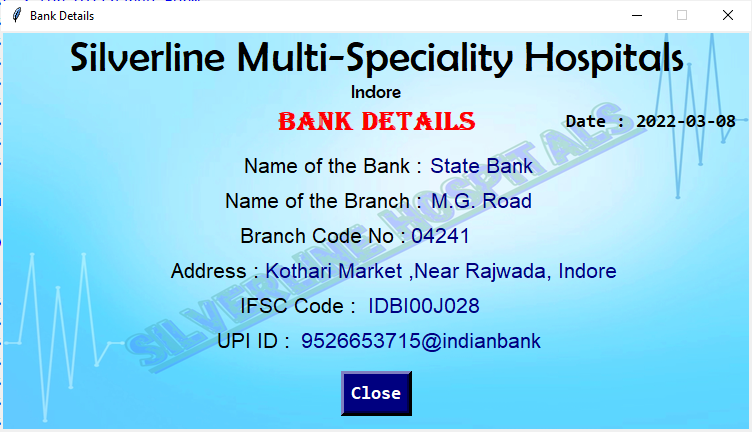 Bank Details
Silverline Multi-Speciality Hospitals
Indore
BANK DETAILS
Date : 2022-03-08
Name of the Bank : State Bank
Name of the Branch : M.G. Road
Branch Code No : 04241
Address : Kothari Market ,Near Rajwada, Indore
IFSC Code : IDBI00J028
UPI ID : 9526653715@indianbank
SILVERLINE HOSPITALS
Close